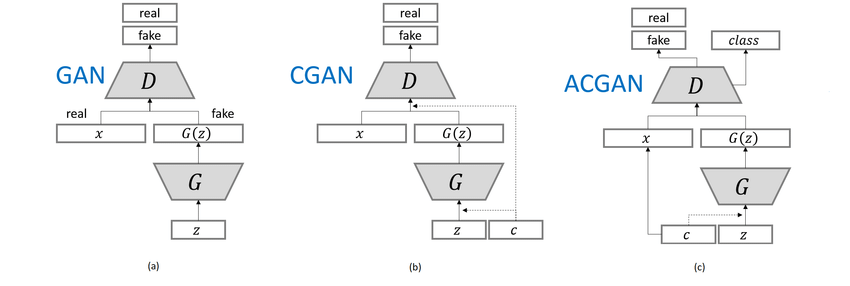 real
fake
GAN
D
real
fake
x
G(z)
G
z
(a)
real
fake
CGAN
D
x
G(z)
G
z
c
(b)
real
fake
class
ACGAN
D
x
G(z)
G
c
z
(c)